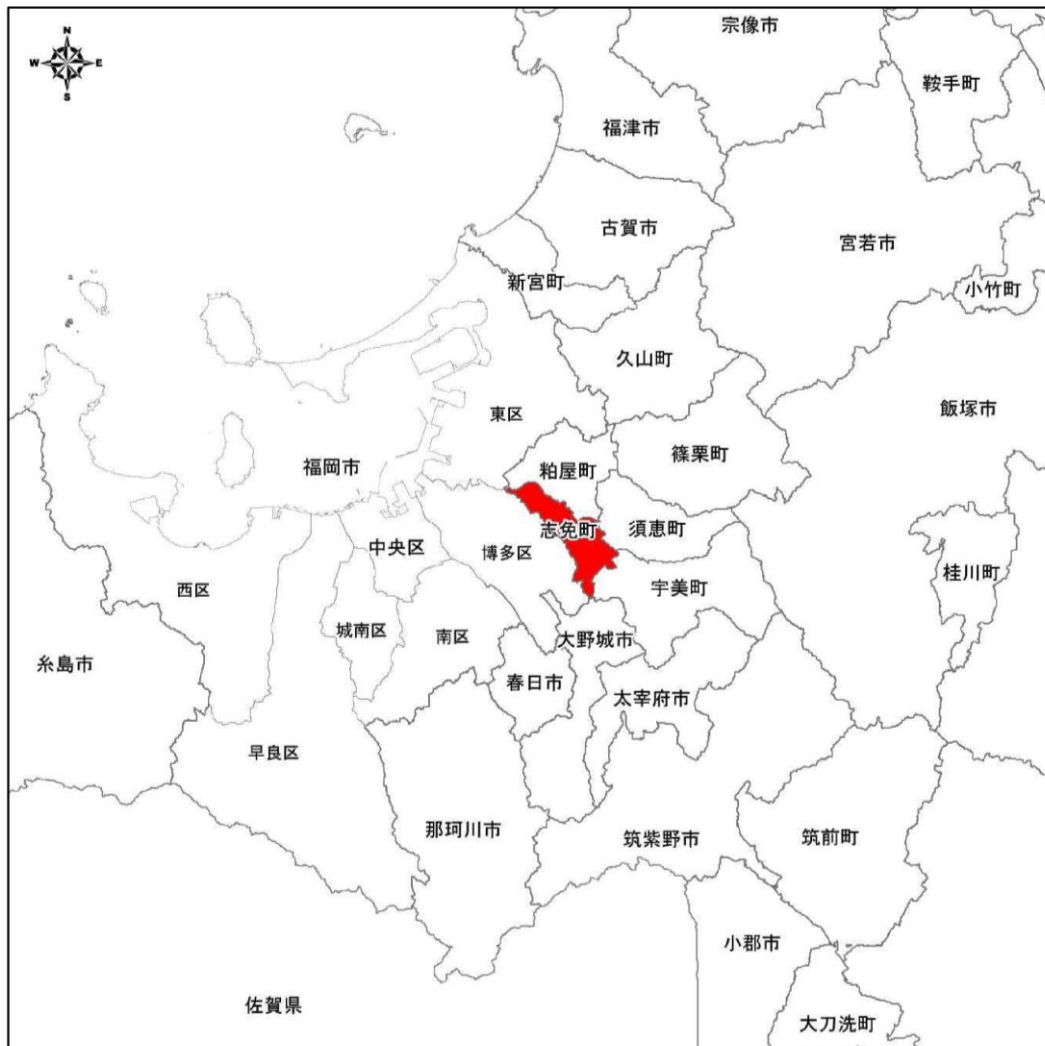 宗像市
N
W E
S
鞍手町
福津市
古賀市
宮若市
新宮町
小竹町
久山町
飯塚市
東区
篠栗町
福岡市
粕屋町
志免町
須恵町
中央区
博多区
桂川町
西区
宇美町
城南区
南区
大野城市
糸島市
春日市
太宰府市
早良区
那珂川市
筑紫野市
筑前町
小郡市
佐賀県
大刀洗町